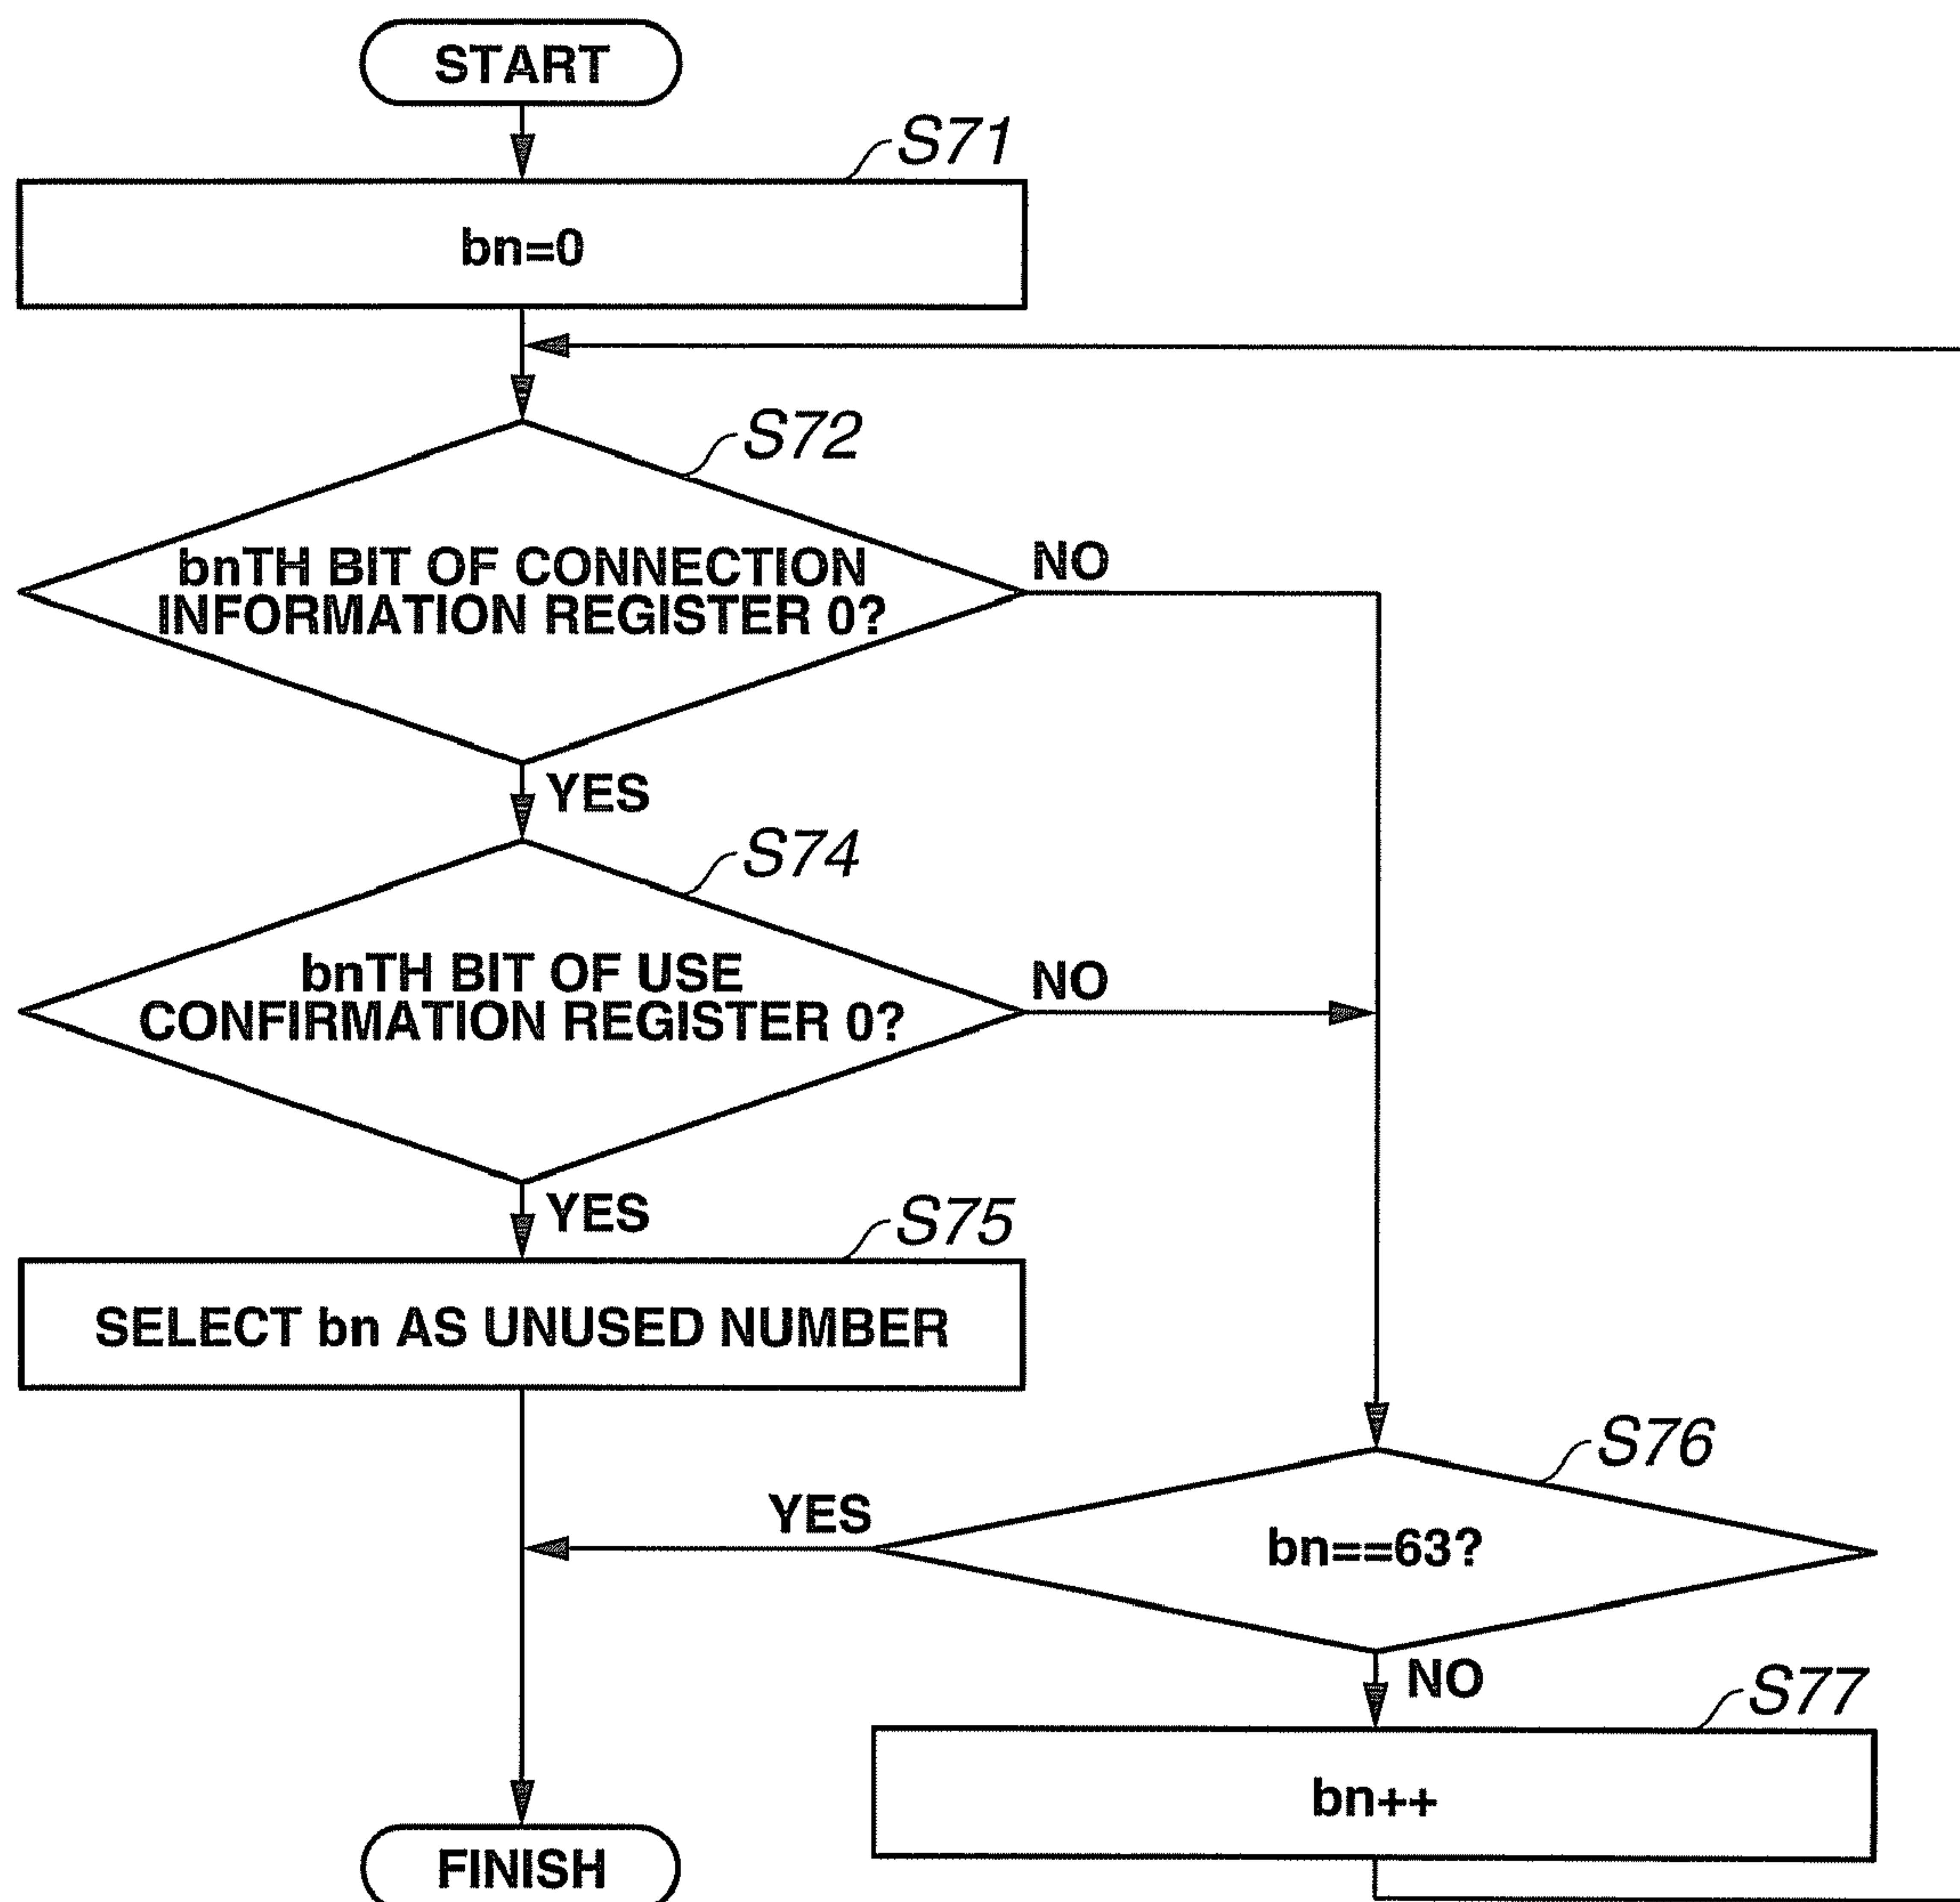 START
S71
bn=0
S72
bnTH BIT OF CONNECTION
INFORMATION REGISTER 0?
NO
YES
S74
bnTH BIT OF USE
CONFIRMATION REGISTER 0?
NO
YES
S75
SELECT bn AS UNUSED NUMBER
S76
YES
bn==63?
NO
S77
bn++
FINISH